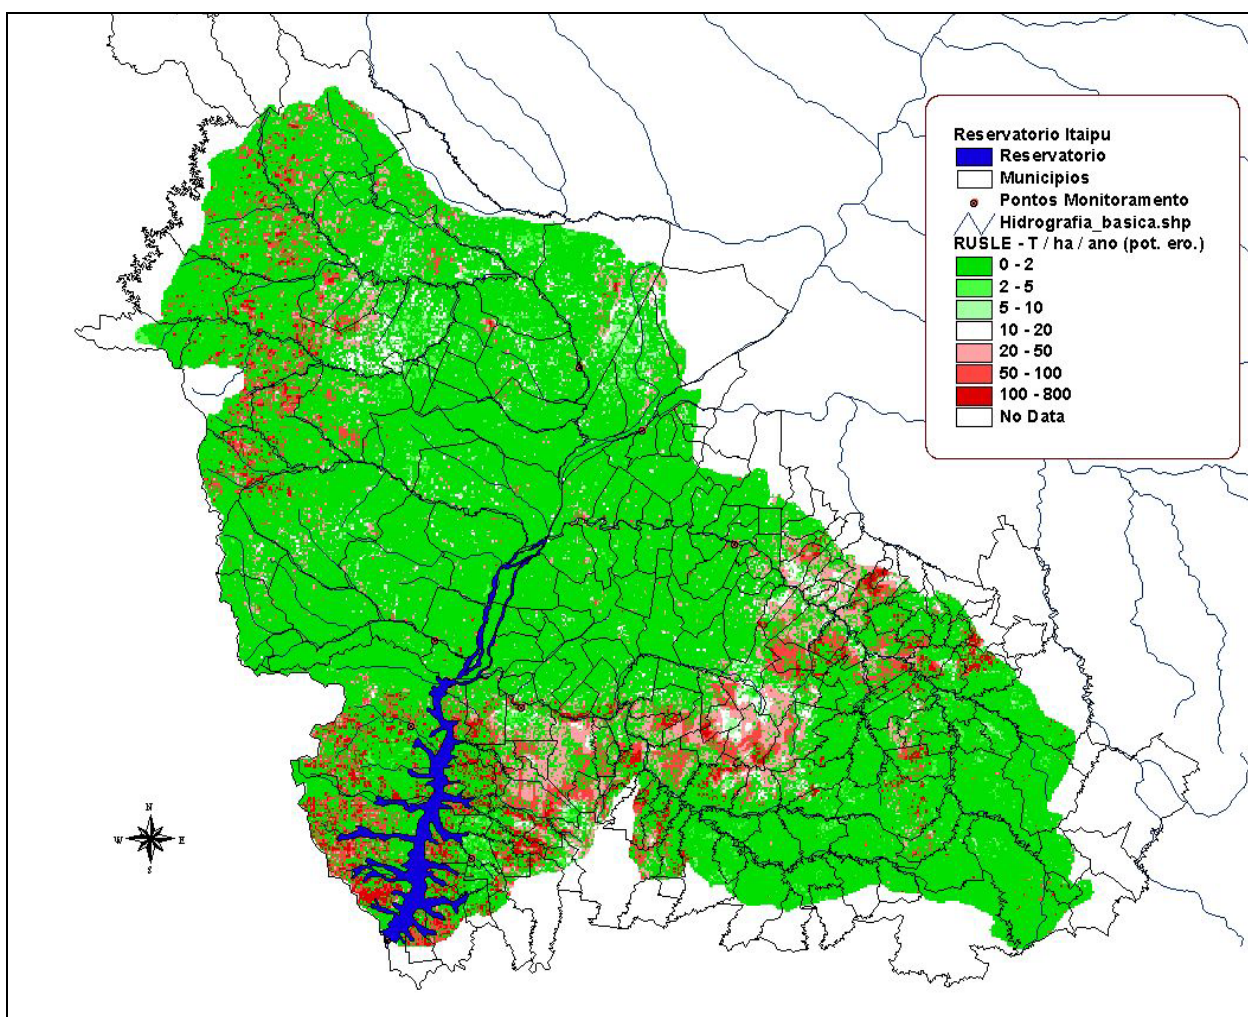 Reservatorio Itaipu
Reservatorio
Municipios
Pontos Monitoramento
Hidrografia_basica.shp
RUSLE - T / ha / ano (pot. ero.)
0 - 2
2 - 5
5 - 10
10 - 20
20 - 50
50 - 100
100 - 800
No Data
N
W E
S